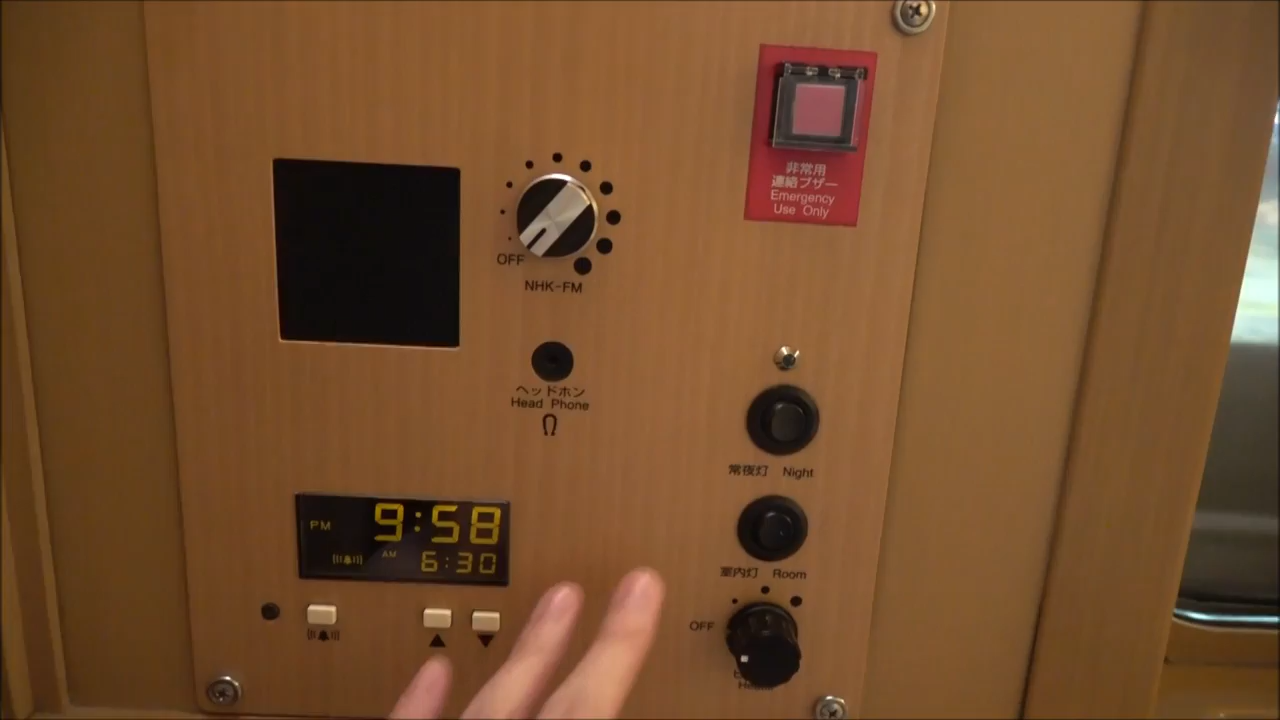 非常用
連絡ブザー
Emergency
Use Only
OFF
NHK-FM
ヘッドホン
Head Phone
常夜灯 Night
PM 9:58
AM 6:30
室内灯 Room
OFF